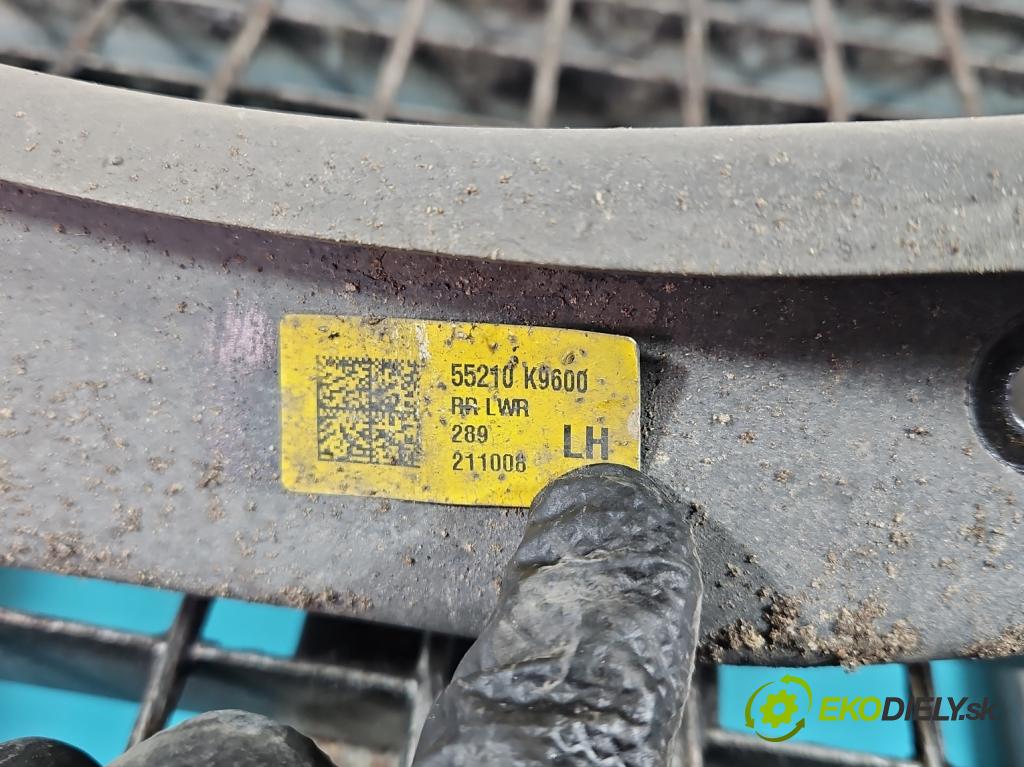 55210 K9600
RR LWR
289
LH
211008
EKODIELY.sk